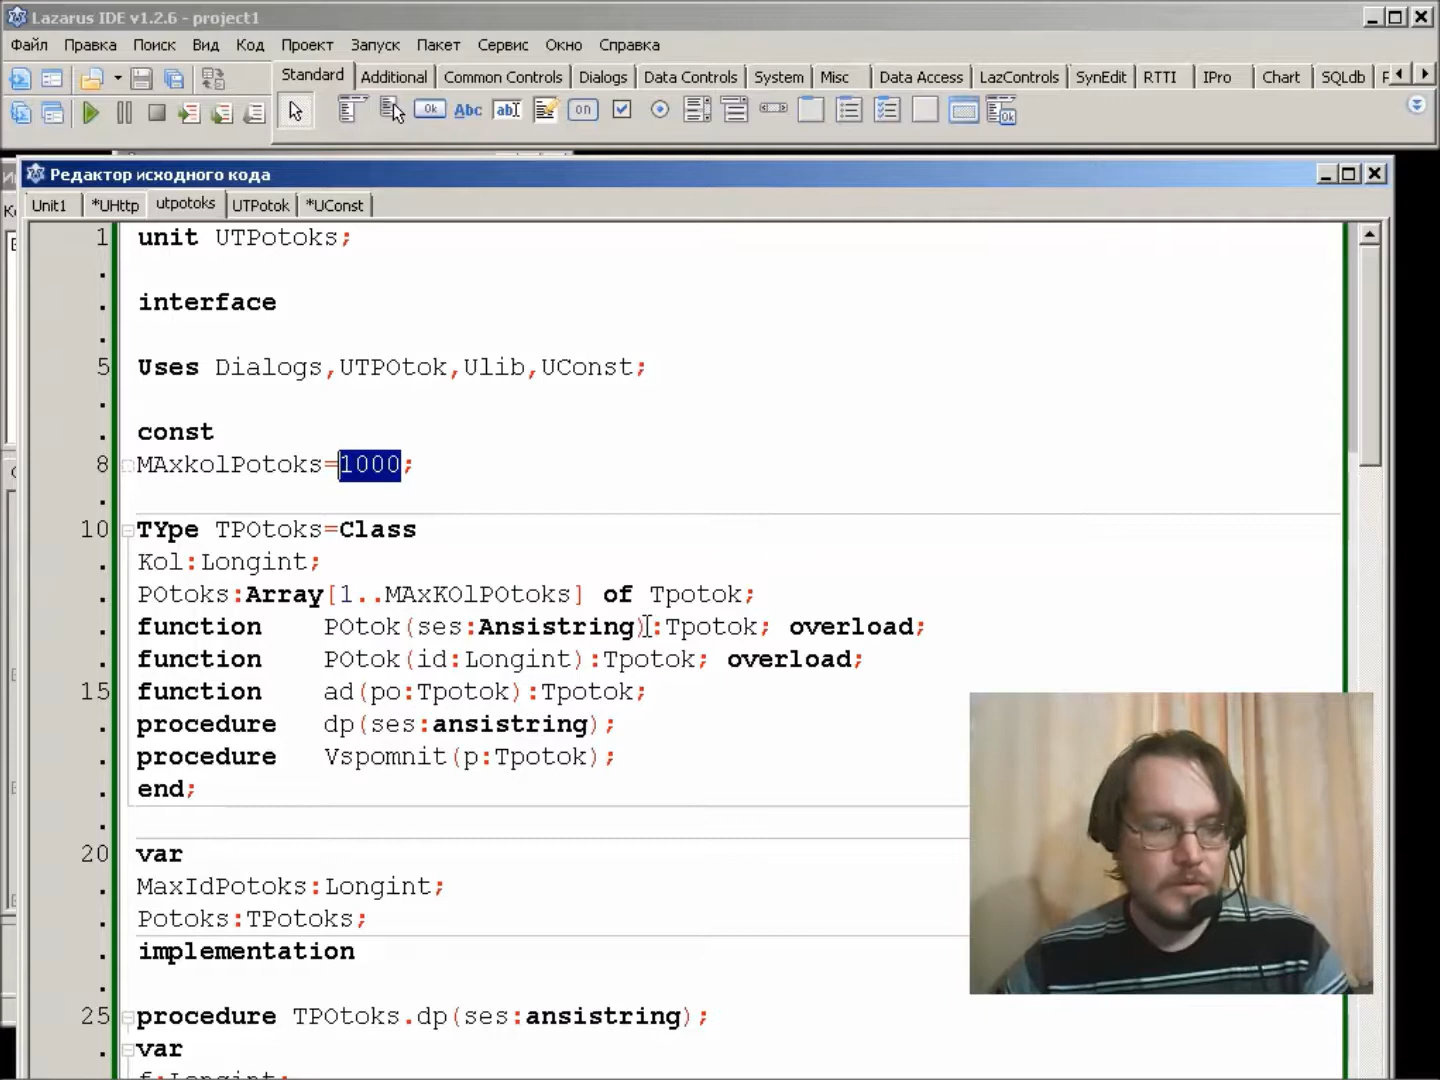 Lazarus IDE v1.2.6 - project1
Файл Правка Поиск Вид Код Проект Запуск Пакет Сервис Окно Справка
Standard Additional Common Controls Dialogs Data Controls System Misc Data Access LazControls SynEdit RTTI IPro Chart SQLdb
Ok Abc abI on
Редактор исходного кода
Unit1 *UHttp utpotoks UTPotok *UConst
1 unit UTPotoks;
interface
5 Uses Dialogs,UTPOtok,Ulib,UConst;
const
8 MAxkolPotoks=1000;
10 TYpe TPOtoks=Class
Kol:Longint;
POtoks:Array[1..MAxKOlPOtoks] of Tpotok;
function POtok(ses:Ansistring):Tpotok; overload;
function POtok(id:Longint):Tpotok; overload;
15 function ad(po:Tpotok):Tpotok;
procedure dp(ses:ansistring);
procedure Vspomnit(p:Tpotok);
end;
20 var
MaxIdPotoks:Longint;
Potoks:TPotoks;
implementation
25 procedure TPOtoks.dp(ses:ansistring);
var
f:Longint;